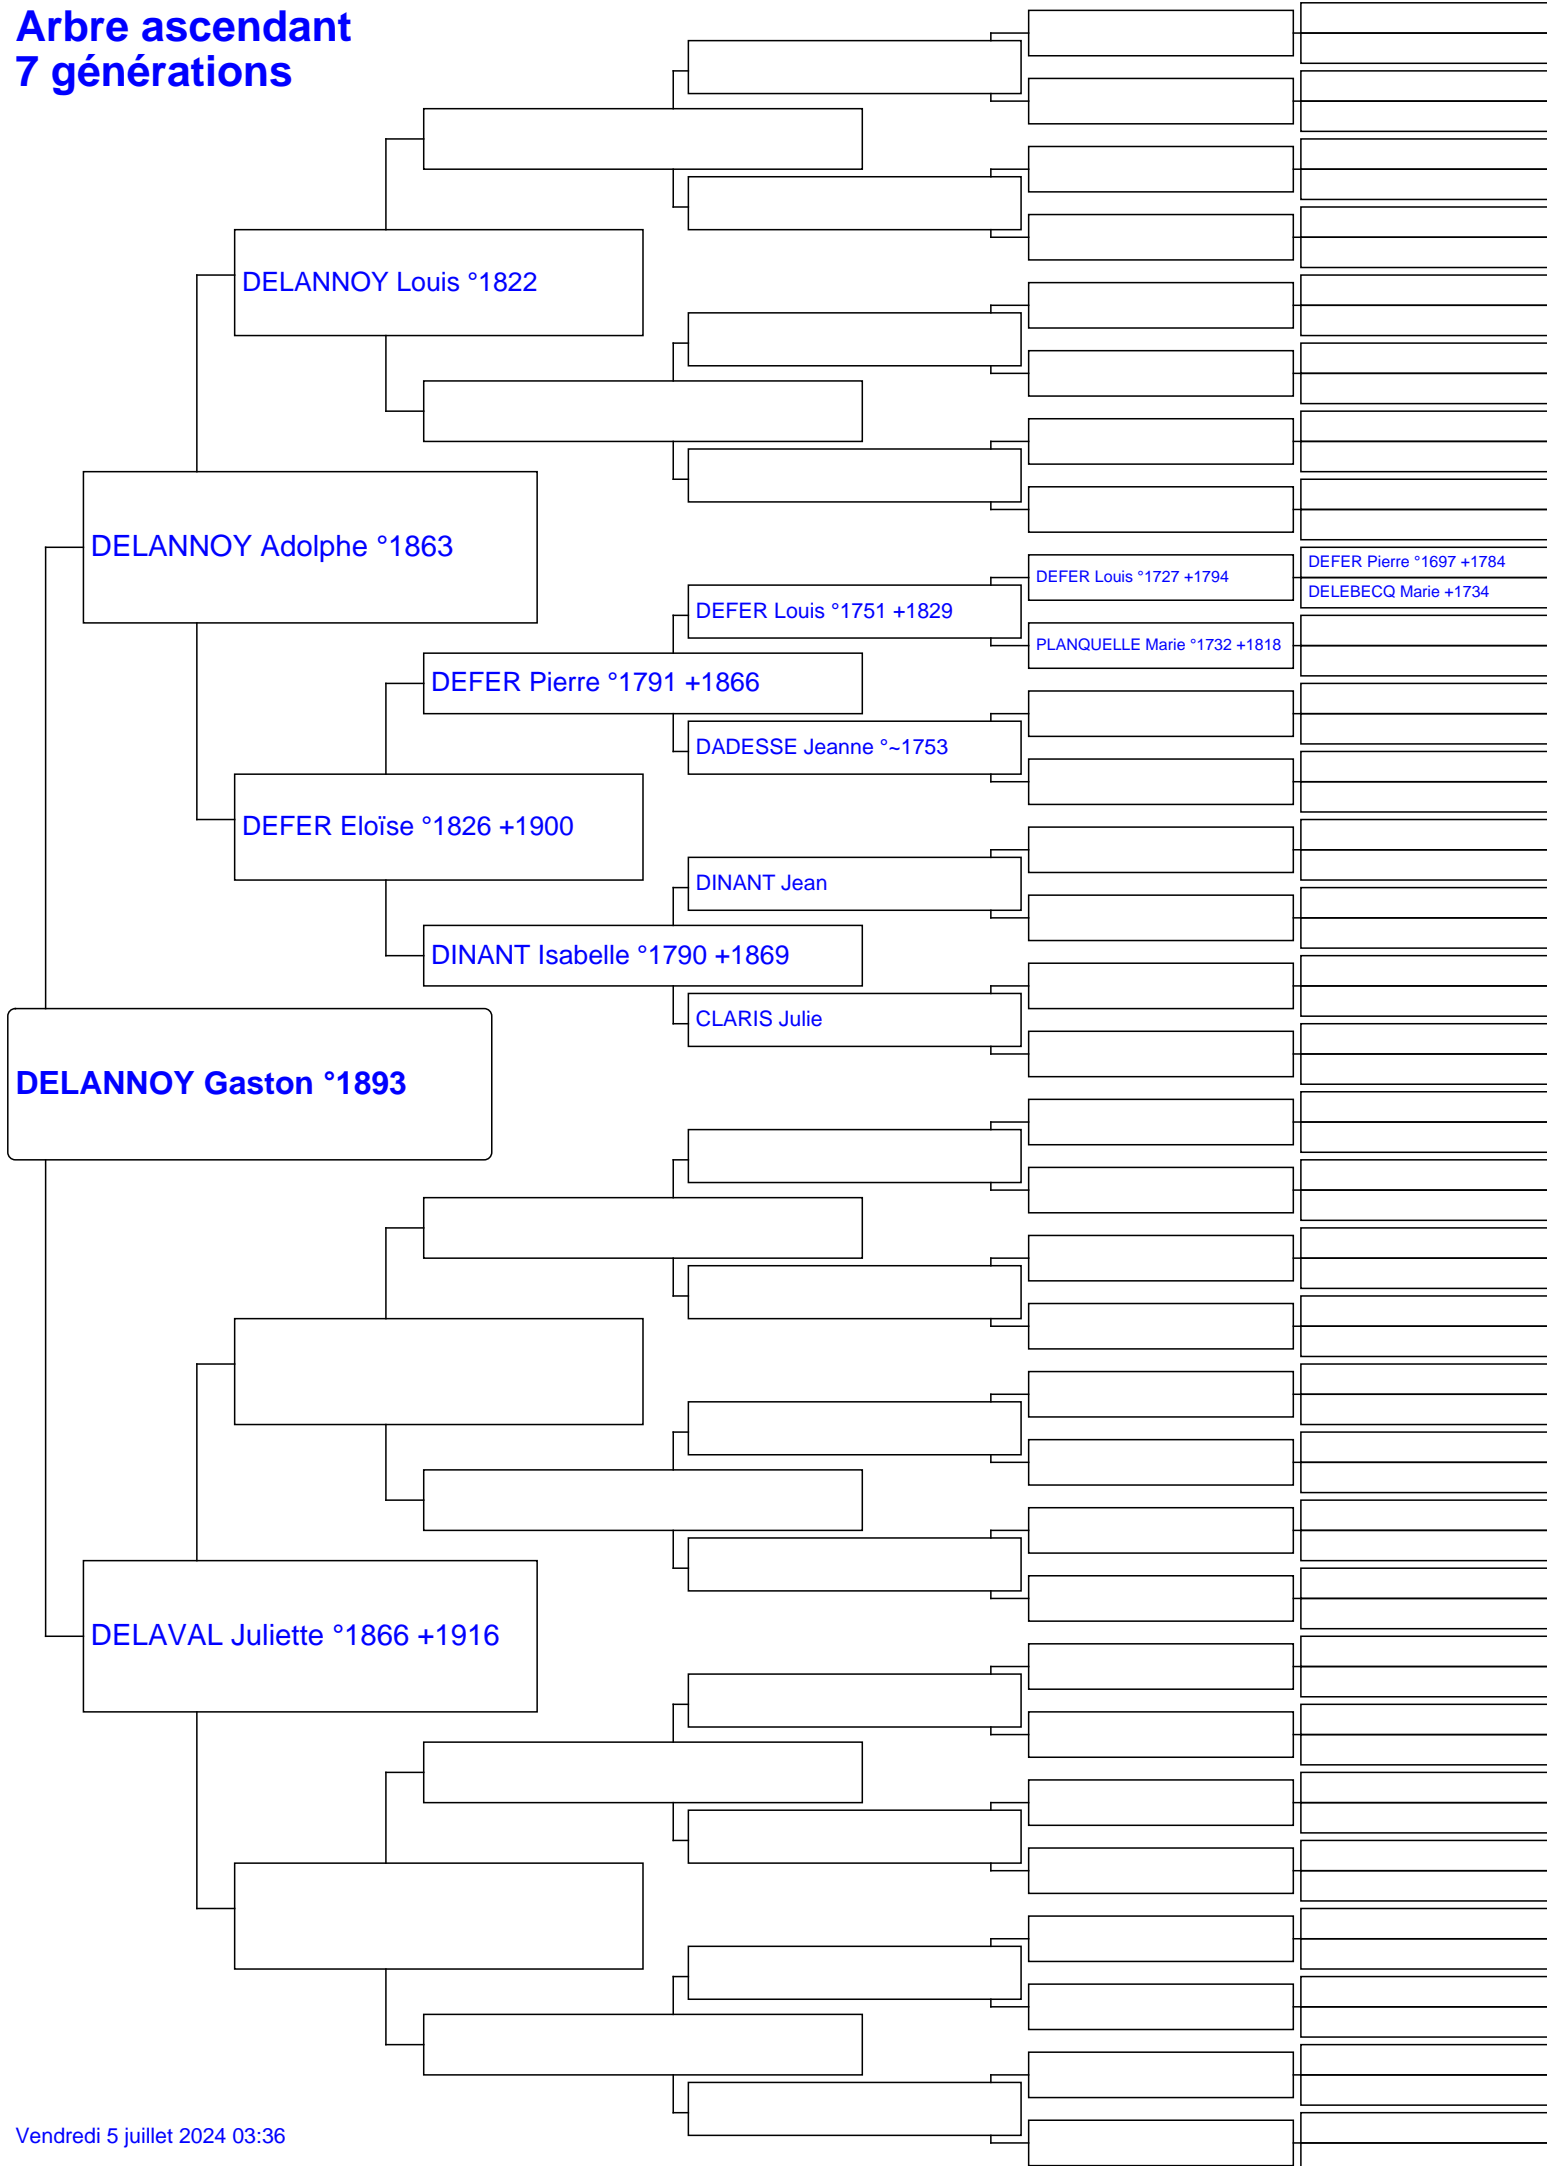 Arbre ascendant
7 générations
DELANNOY Louis °1822
DELANNOY Adolphe °1863
DEFER Pierre °1697 +1784
DEFER Louis °1727 +1794
DELEBECQ Marie +1734
DEFER Louis °1751 +1829
PLANQUELLE Marie °1732 +1818
DEFER Pierre °1791 +1866
DADESSE Jeanne °~1753
DEFER Eloïse °1826 +1900
DINANT Jean
DINANT Isabelle °1790 +1869
CLARIS Julie
DELANNOY Gaston °1893
DELAVAL Juliette °1866 +1916
Vendredi 5 juillet 2024 03:36